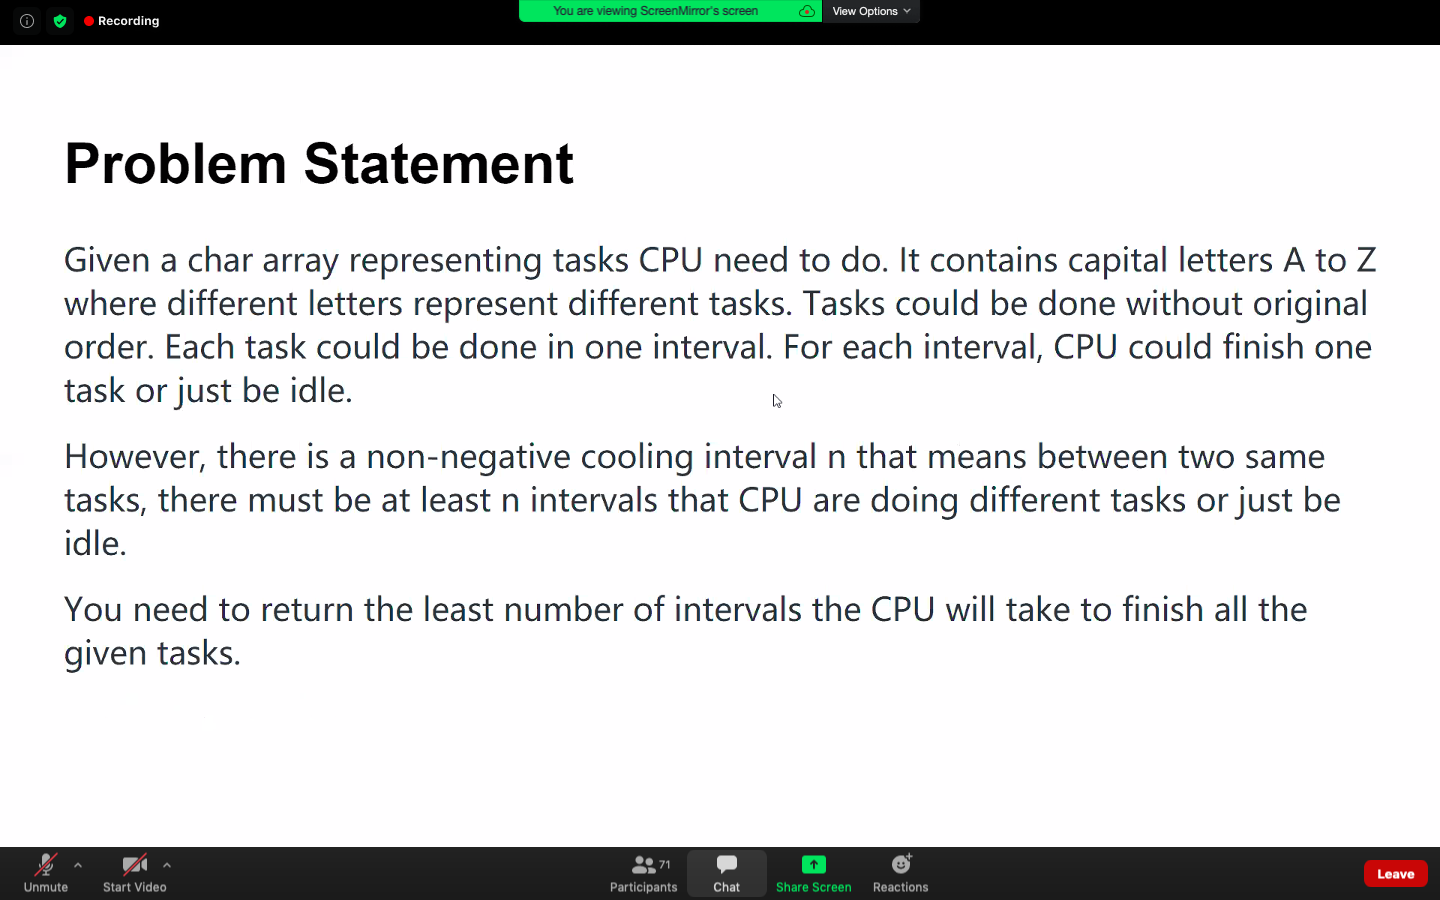 Recording
You are viewing ScreenMirror's screen
View Options
Problem Statement
Given a char array representing tasks CPU need to do. It contains capital letters A to Z
where different letters represent different tasks. Tasks could be done without original
order. Each task could be done in one interval. For each interval, CPU could finish one
task or just be idle.
However, there is a non-negative cooling interval n that means between two same
tasks, there must be at least n intervals that CPU are doing different tasks or just be
idle.
You need to return the least number of intervals the CPU will take to finish all the
given tasks.
Unmute
Start Video
71
Participants
Chat
Share Screen
Reactions
Leave